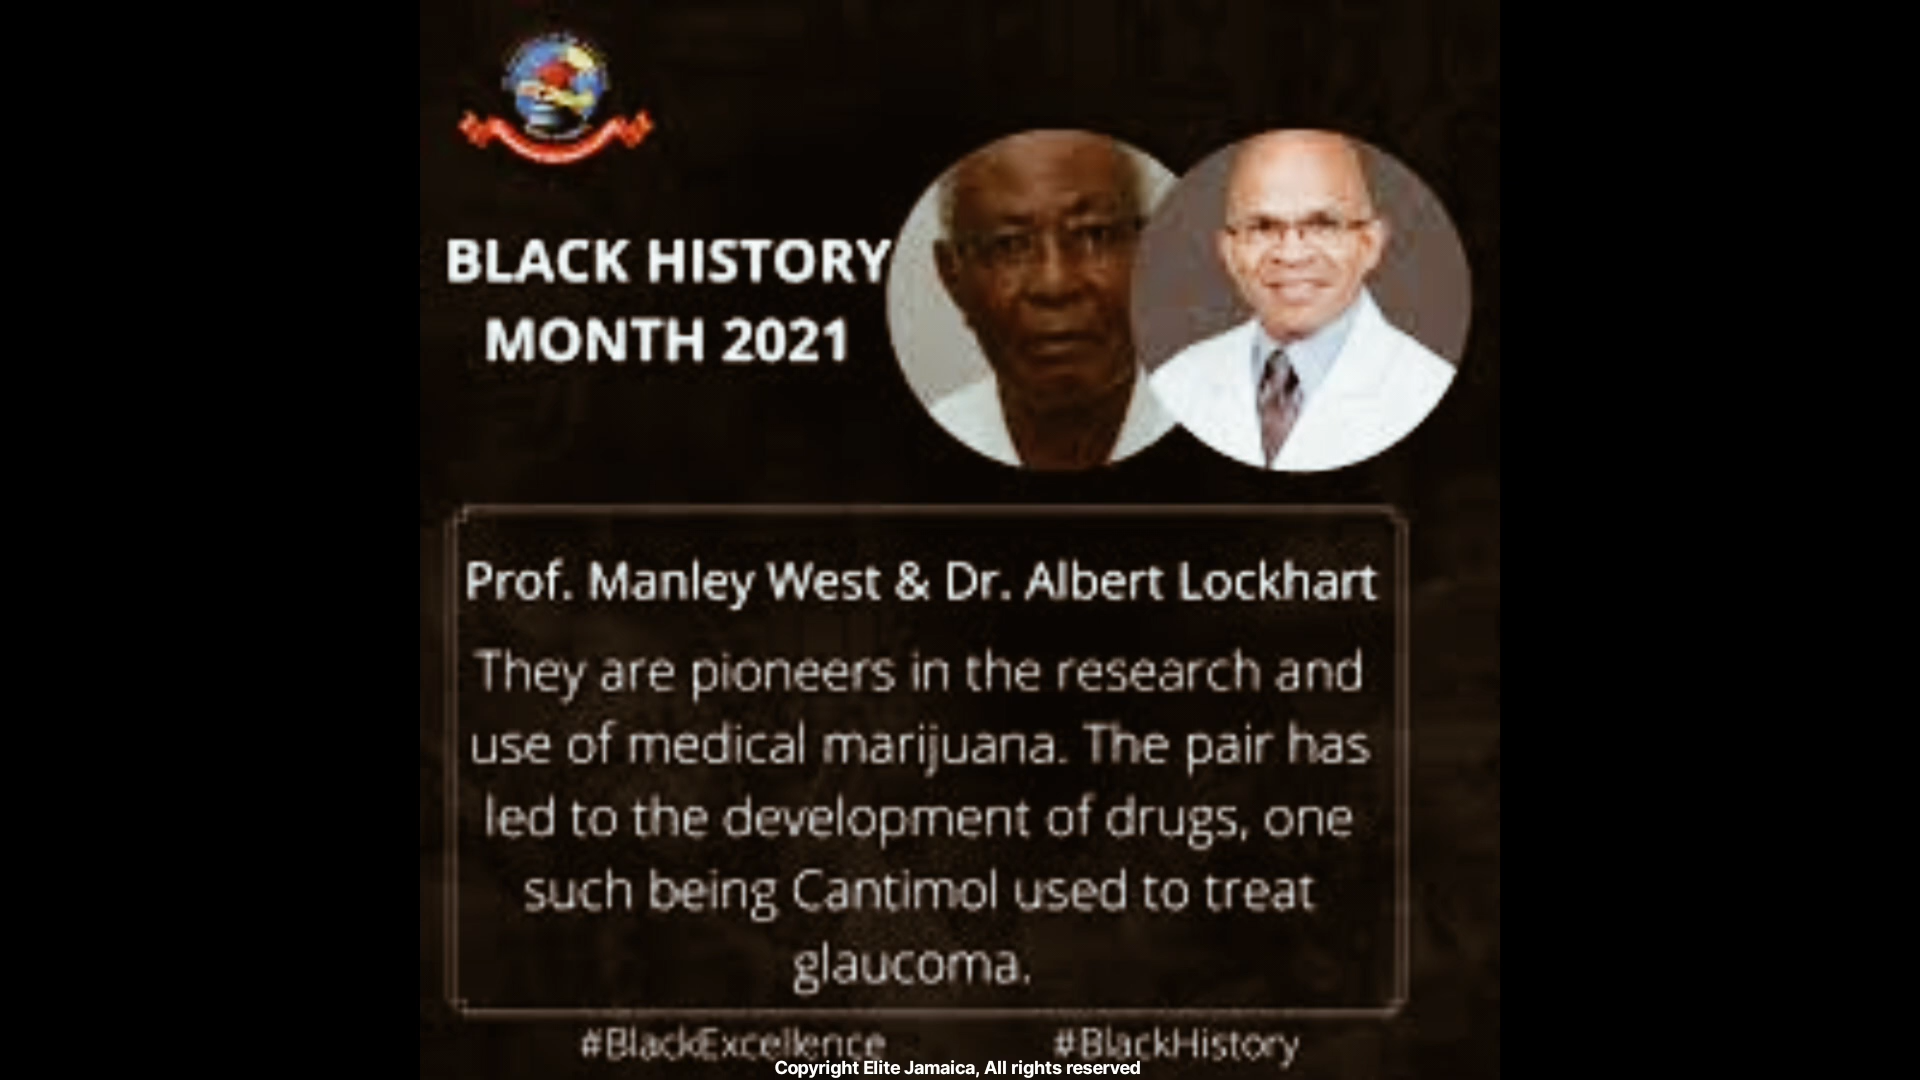 BLACK HISTORY
MONTH 2021
Prof. Manley West & Dr. Albert Lockhart
They are pioneers in the research and
use of medical marijuana. The pair has
led to the development of drugs, one
such being Cantimol used to treat
glaucoma.
#BlackExcellence #BlackHistory
Copyright Elite Jamaica, All rights reserved